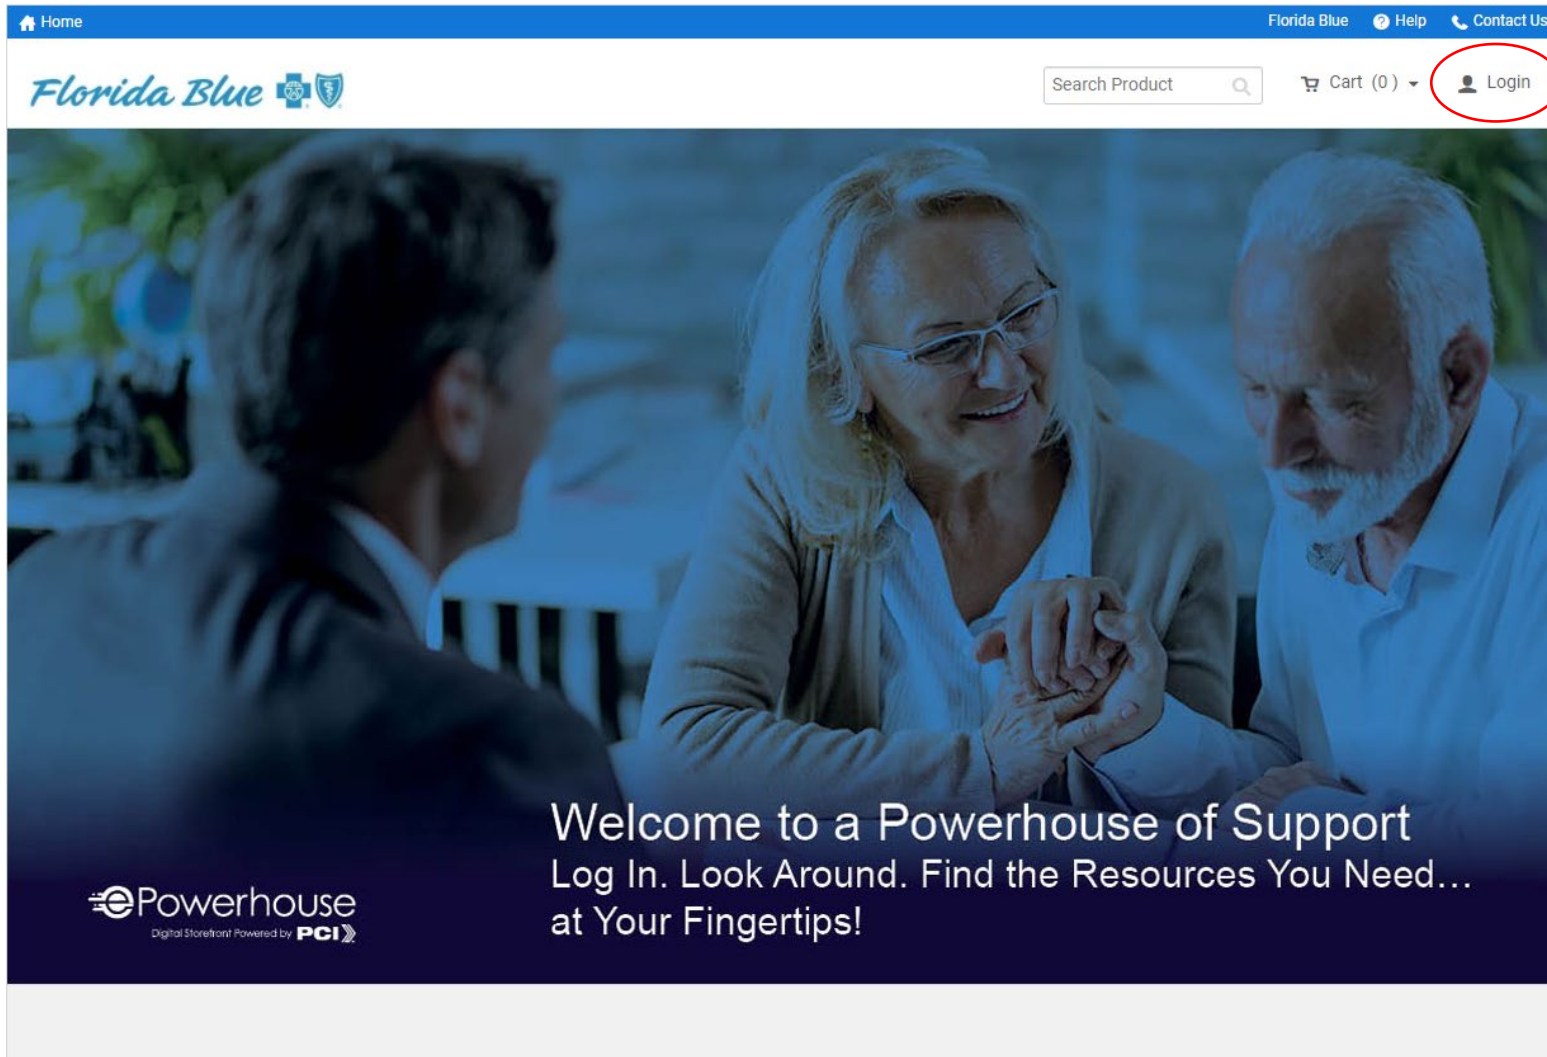 Home
Florida Blue
Help
Contact Us
Florida Blue
Search Product
Cart (0)
Login
Welcome to a Powerhouse of Support
Log In. Look Around. Find the Resources You Need...
at Your Fingertips!
ePowerhouse
Digital Storefront Powered by PCI